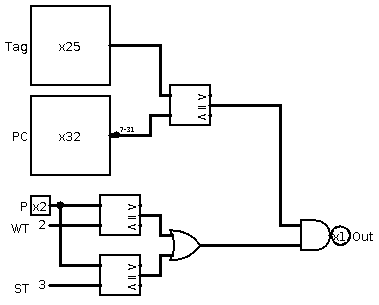 Tag x25
PC x32
7-31
< = >
P x2
WT 2
< = >
ST 3
< = >
x1 Out